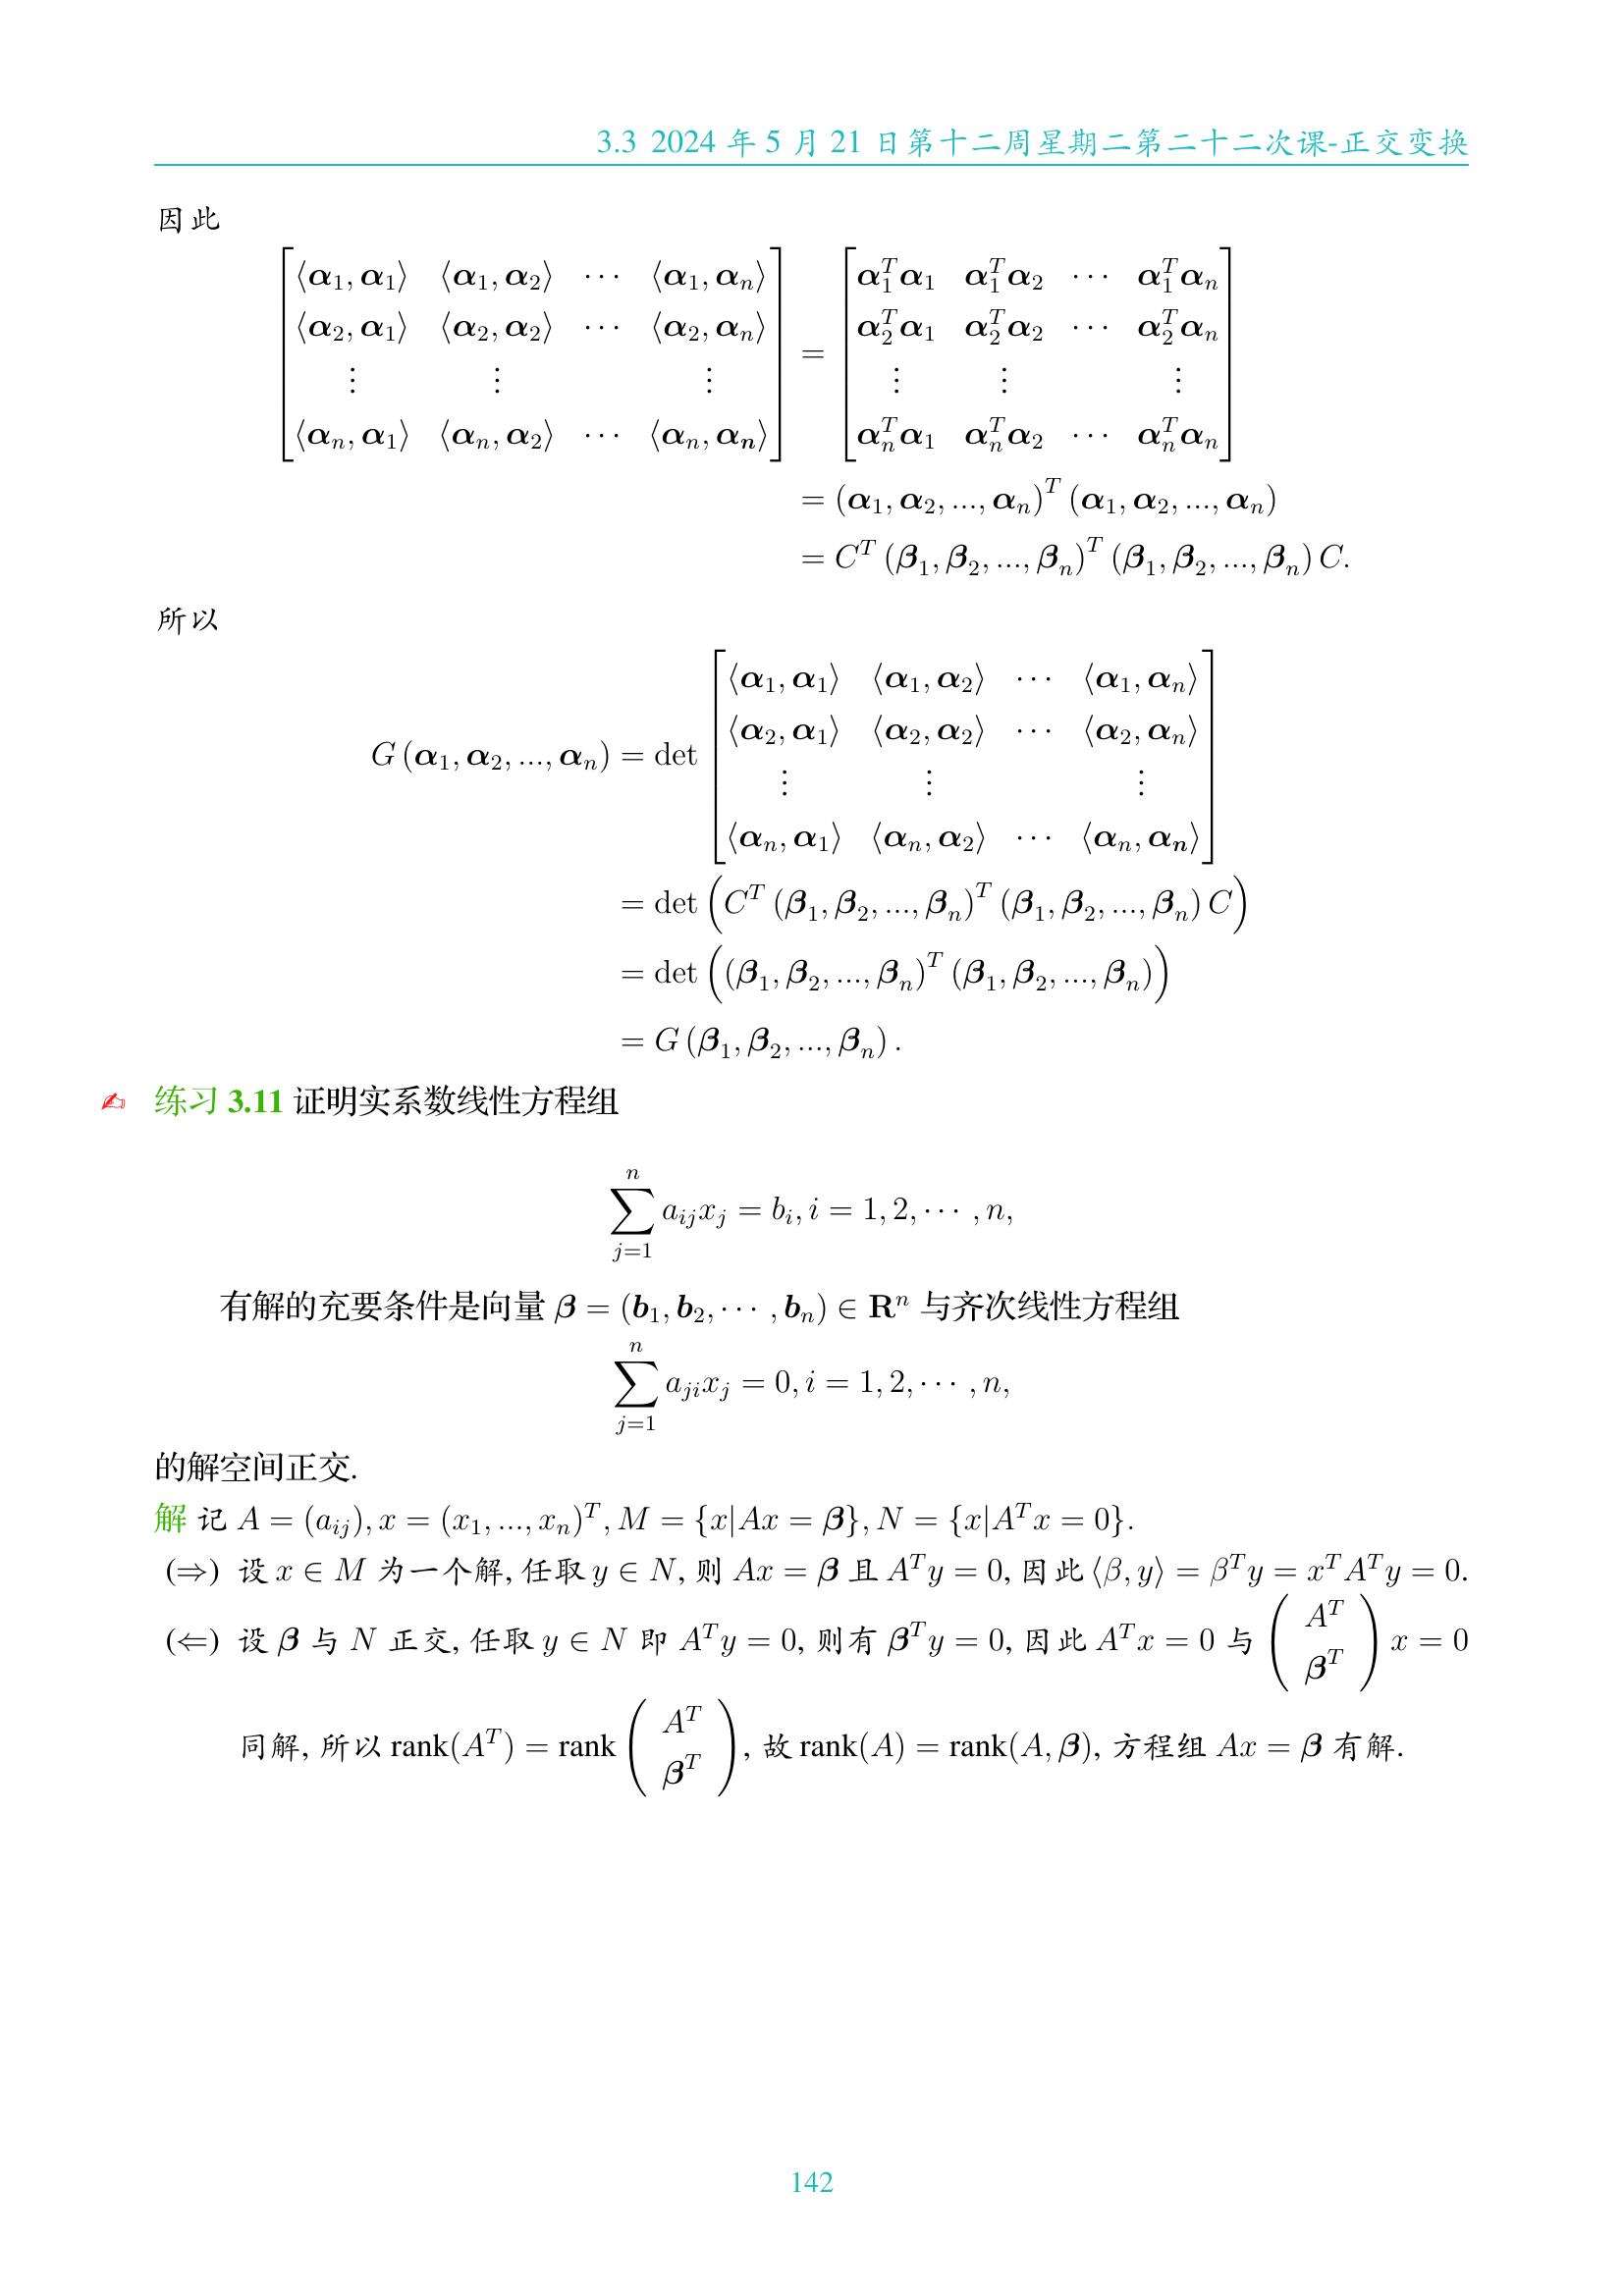 3.3 2024 年 5 月 21 日第十二周星期二第二十二次课-正交变换
因此
$$\begin{bmatrix} \langle \boldsymbol{\alpha}_1, \boldsymbol{\alpha}_1 \rangle & \langle \boldsymbol{\alpha}_1, \boldsymbol{\alpha}_2 \rangle & \cdots & \langle \boldsymbol{\alpha}_1, \boldsymbol{\alpha}_n \rangle \\ \langle \boldsymbol{\alpha}_2, \boldsymbol{\alpha}_1 \rangle & \langle \boldsymbol{\alpha}_2, \boldsymbol{\alpha}_2 \rangle & \cdots & \langle \boldsymbol{\alpha}_2, \boldsymbol{\alpha}_n \rangle \\ \vdots & \vdots & & \vdots \\ \langle \boldsymbol{\alpha}_n, \boldsymbol{\alpha}_1 \rangle & \langle \boldsymbol{\alpha}_n, \boldsymbol{\alpha}_2 \rangle & \cdots & \langle \boldsymbol{\alpha}_n, \boldsymbol{\alpha_n} \rangle \end{bmatrix} = \begin{bmatrix} \boldsymbol{\alpha}_1^T \boldsymbol{\alpha}_1 & \boldsymbol{\alpha}_1^T \boldsymbol{\alpha}_2 & \cdots & \boldsymbol{\alpha}_1^T \boldsymbol{\alpha}_n \\ \boldsymbol{\alpha}_2^T \boldsymbol{\alpha}_1 & \boldsymbol{\alpha}_2^T \boldsymbol{\alpha}_2 & \cdots & \boldsymbol{\alpha}_2^T \boldsymbol{\alpha}_n \\ \vdots & \vdots & & \vdots \\ \boldsymbol{\alpha}_n^T \boldsymbol{\alpha}_1 & \boldsymbol{\alpha}_n^T \boldsymbol{\alpha}_2 & \cdots & \boldsymbol{\alpha}_n^T \boldsymbol{\alpha}_n \end{bmatrix}$$
$$= (\boldsymbol{\alpha}_1, \boldsymbol{\alpha}_2, ..., \boldsymbol{\alpha}_n)^T (\boldsymbol{\alpha}_1, \boldsymbol{\alpha}_2, ..., \boldsymbol{\alpha}_n)$$
$$= C^T (\boldsymbol{\beta}_1, \boldsymbol{\beta}_2, ..., \boldsymbol{\beta}_n)^T (\boldsymbol{\beta}_1, \boldsymbol{\beta}_2, ..., \boldsymbol{\beta}_n) C.$$
所以
$$G(\boldsymbol{\alpha}_1, \boldsymbol{\alpha}_2, ..., \boldsymbol{\alpha}_n) = \det \begin{bmatrix} \langle \boldsymbol{\alpha}_1, \boldsymbol{\alpha}_1 \rangle & \langle \boldsymbol{\alpha}_1, \boldsymbol{\alpha}_2 \rangle & \cdots & \langle \boldsymbol{\alpha}_1, \boldsymbol{\alpha}_n \rangle \\ \langle \boldsymbol{\alpha}_2, \boldsymbol{\alpha}_1 \rangle & \langle \boldsymbol{\alpha}_2, \boldsymbol{\alpha}_2 \rangle & \cdots & \langle \boldsymbol{\alpha}_2, \boldsymbol{\alpha}_n \rangle \\ \vdots & \vdots & & \vdots \\ \langle \boldsymbol{\alpha}_n, \boldsymbol{\alpha}_1 \rangle & \langle \boldsymbol{\alpha}_n, \boldsymbol{\alpha}_2 \rangle & \cdots & \langle \boldsymbol{\alpha}_n, \boldsymbol{\alpha_n} \rangle \end{bmatrix}$$
$$= \det \left( C^T (\boldsymbol{\beta}_1, \boldsymbol{\beta}_2, ..., \boldsymbol{\beta}_n)^T (\boldsymbol{\beta}_1, \boldsymbol{\beta}_2, ..., \boldsymbol{\beta}_n) C \right)$$
$$= \det \left( (\boldsymbol{\beta}_1, \boldsymbol{\beta}_2, ..., \boldsymbol{\beta}_n)^T (\boldsymbol{\beta}_1, \boldsymbol{\beta}_2, ..., \boldsymbol{\beta}_n) \right)$$
$$= G(\boldsymbol{\beta}_1, \boldsymbol{\beta}_2, ..., \boldsymbol{\beta}_n).$$
✍ 练习 3.11 证明实系数线性方程组
$$\sum_{j=1}^{n} a_{ij} x_j = b_i, i = 1, 2, \cdots, n,$$
有解的充要条件是向量 $\boldsymbol{\beta} = (\boldsymbol{b}_1, \boldsymbol{b}_2, \cdots, \boldsymbol{b}_n) \in \mathbf{R}^n$ 与齐次线性方程组
$$\sum_{j=1}^{n} a_{ji} x_j = 0, i = 1, 2, \cdots, n,$$
的解空间正交.
解 记 $A = (a_{ij}), x = (x_1, ..., x_n)^T, M = \{x | Ax = \boldsymbol{\beta}\}, N = \{x | A^T x = 0\}.$
(⇒) 设 $x \in M$ 为一个解, 任取 $y \in N$, 则 $Ax = \boldsymbol{\beta}$ 且 $A^T y = 0$, 因此 $\langle \beta, y \rangle = \beta^T y = x^T A^T y = 0.$
(⇐) 设 $\boldsymbol{\beta}$ 与 $N$ 正交, 任取 $y \in N$ 即 $A^T y = 0$, 则有 $\boldsymbol{\beta}^T y = 0$, 因此 $A^T x = 0$ 与 $\begin{pmatrix} A^T \\ \boldsymbol{\beta}^T \end{pmatrix} x = 0$
同解, 所以 $\text{rank}(A^T) = \text{rank} \begin{pmatrix} A^T \\ \boldsymbol{\beta}^T \end{pmatrix}$, 故 $\text{rank}(A) = \text{rank}(A, \boldsymbol{\beta})$, 方程组 $Ax = \boldsymbol{\beta}$ 有解.
142